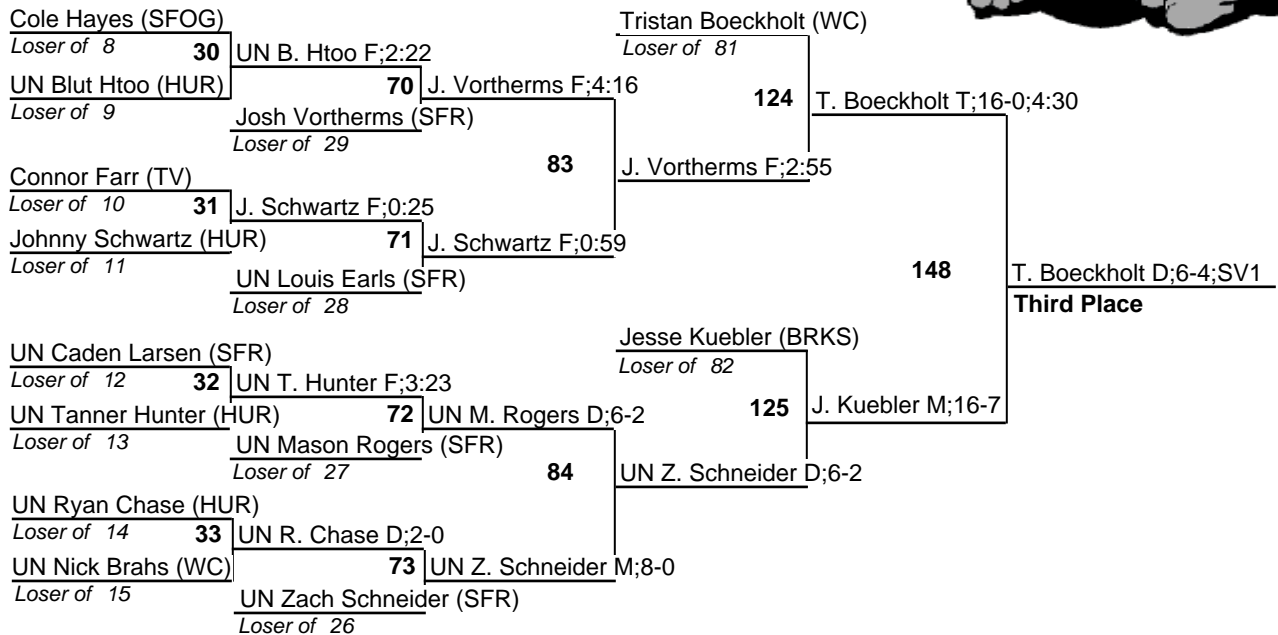 Cole Hayes (SFOG)
Loser of 8
30
UN B. Htoo F;2:22
UN Blut Htoo (HUR)
Loser of 9
70
J. Vortherms F;4:16
Josh Vortherms (SFR)
Loser of 29
83
Connor Farr (TV)
Loser of 10
31
J. Schwartz F;0:25
Johnny Schwartz (HUR)
Loser of 11
71
J. Schwartz F;0:59
UN Louis Earls (SFR)
Loser of 28
Tristan Boeckholt (WC)
Loser of 81
124
T. Boeckholt T;16-0;4:30
J. Vortherms F;2:55
148
T. Boeckholt D;6-4;SV1
Third Place
UN Caden Larsen (SFR)
Loser of 12
32
UN T. Hunter F;3:23
UN Tanner Hunter (HUR)
Loser of 13
72
UN M. Rogers D;6-2
UN Mason Rogers (SFR)
Loser of 27
84
UN Ryan Chase (HUR)
Loser of 14
33
UN R. Chase D;2-0
UN Nick Brahs (WC)
Loser of 15
73
UN Z. Schneider M;8-0
UN Zach Schneider (SFR)
Loser of 26
Jesse Kuebler (BRKS)
Loser of 82
125
J. Kuebler M;16-7
UN Z. Schneider D;6-2